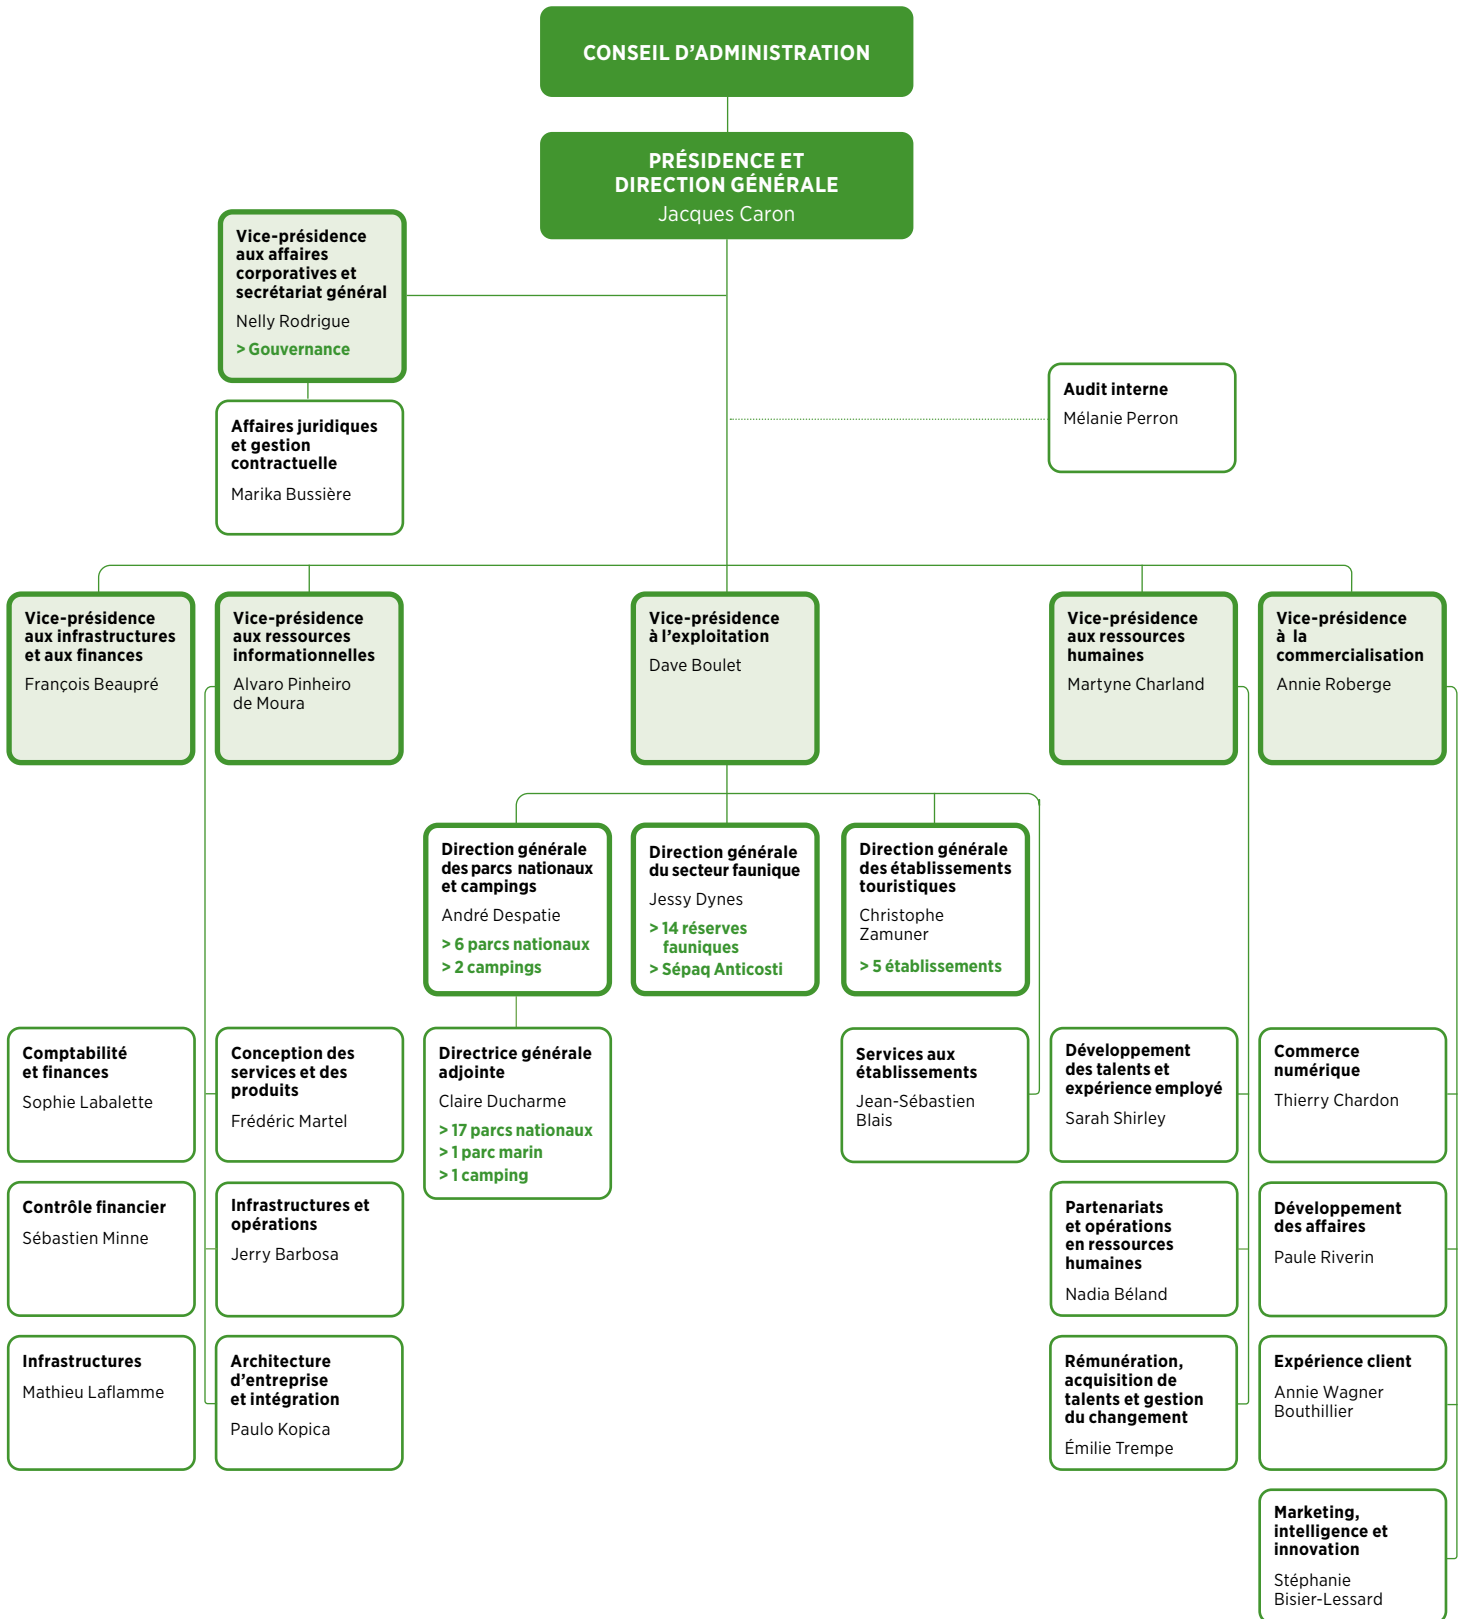 CONSEIL D’ADMINISTRATION
PRÉSIDENCE ET
DIRECTION GÉNÉRALE
Jacques Caron
Vice-présidence
aux affaires
corporatives et
secrétariat général
Nelly Rodrigue
> Gouvernance
Affaires juridiques
et gestion
contractuelle
Marika Bussière
Audit interne
Mélanie Perron
Vice-présidence
aux infrastructures
et aux finances
François Beaupré
Vice-présidence
aux ressources
informationnelles
Alvaro Pinheiro
de Moura
Vice-présidence
à l’exploitation
Dave Boulet
Vice-présidence
aux ressources
humaines
Martyne Charland
Vice-présidence
à la
commercialisation
Annie Roberge
Direction générale
des parcs nationaux
et campings
André Despatie
> 6 parcs nationaux
> 2 campings
Direction générale
du secteur faunique
Jessy Dynes
> 14 réserves
fauniques
> Sépaq Anticosti
Direction générale
des établissements
touristiques
Christophe
Zamuner
> 5 établissements
Comptabilité
et finances
Sophie Labalette
Conception des
services et des
produits
Frédéric Martel
Directrice générale
adjointe
Claire Ducharme
> 17 parcs nationaux
> 1 parc marin
> 1 camping
Services aux
établissements
Jean-Sébastien
Blais
Développement
des talents et
expérience employé
Sarah Shirley
Commerce
numérique
Thierry Chardon
Contrôle financier
Sébastien Minne
Infrastructures et
opérations
Jerry Barbosa
Partenariats
et opérations
en ressources
humaines
Nadia Béland
Développement
des affaires
Paule Riverin
Infrastructures
Mathieu Laflamme
Architecture
d’entreprise
et intégration
Paulo Kopica
Rémunération,
acquisition de
talents et gestion
du changement
Émilie Trempe
Expérience client
Annie Wagner
Bouthillier
Marketing,
intelligence et
innovation
Stéphanie
Bisier-Lessard